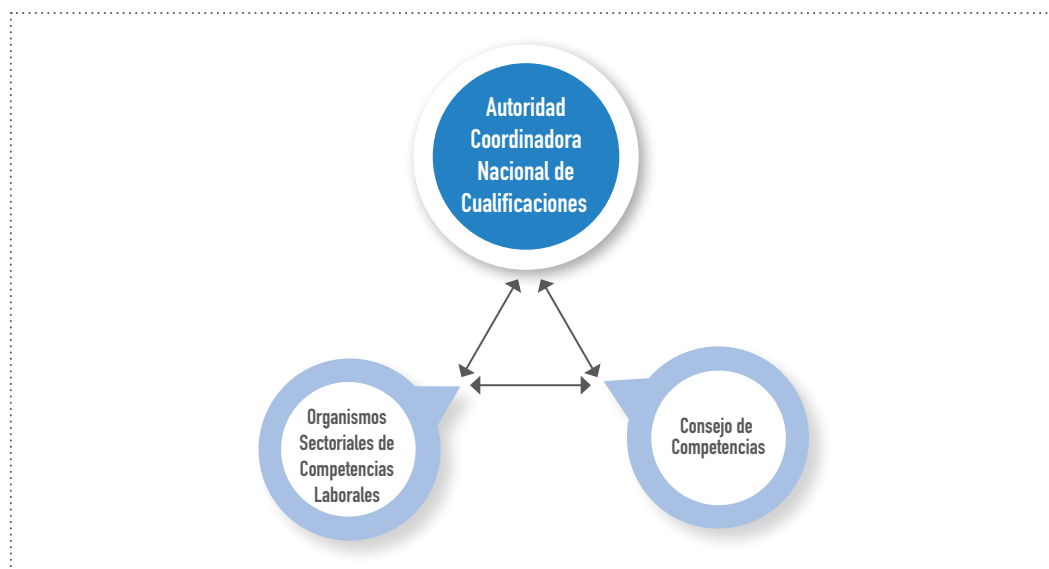 Autoridad
Coordinadora
Nacional de
Cualificaciones
Organismos
Sectoriales de
Competencias
Laborales
Consejo de
Competencias